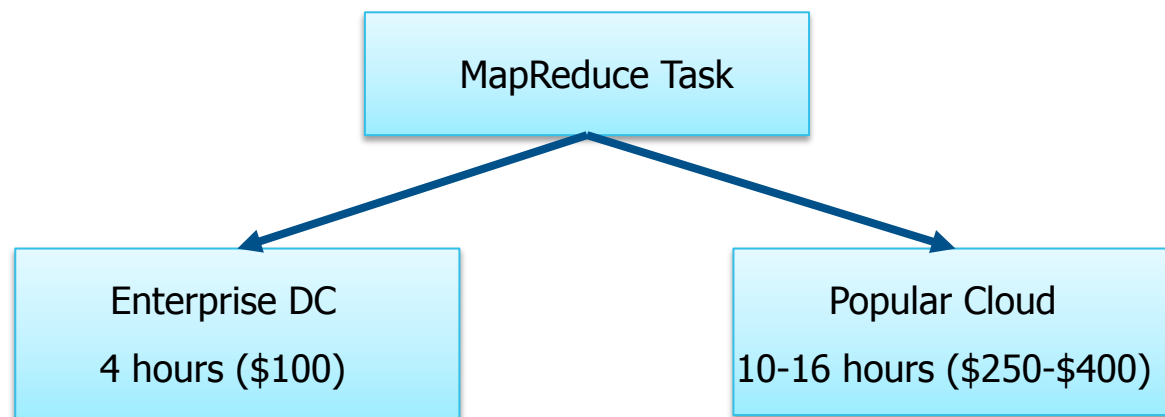 MapReduce Task
Enterprise DC
4 hours ($100)
Popular Cloud
10-16 hours ($250-$400)